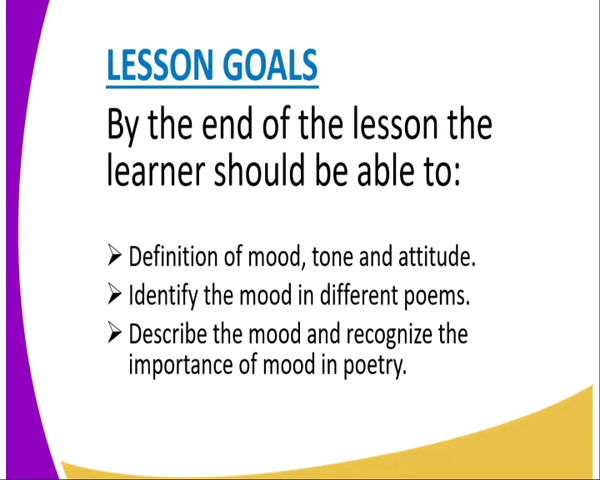 LESSON GOALS
By the end of the lesson the
learner should be able to:
➢ Definition of mood, tone and attitude.
➢ Identify the mood in different poems.
➢ Describe the mood and recognize the
importance of mood in poetry.